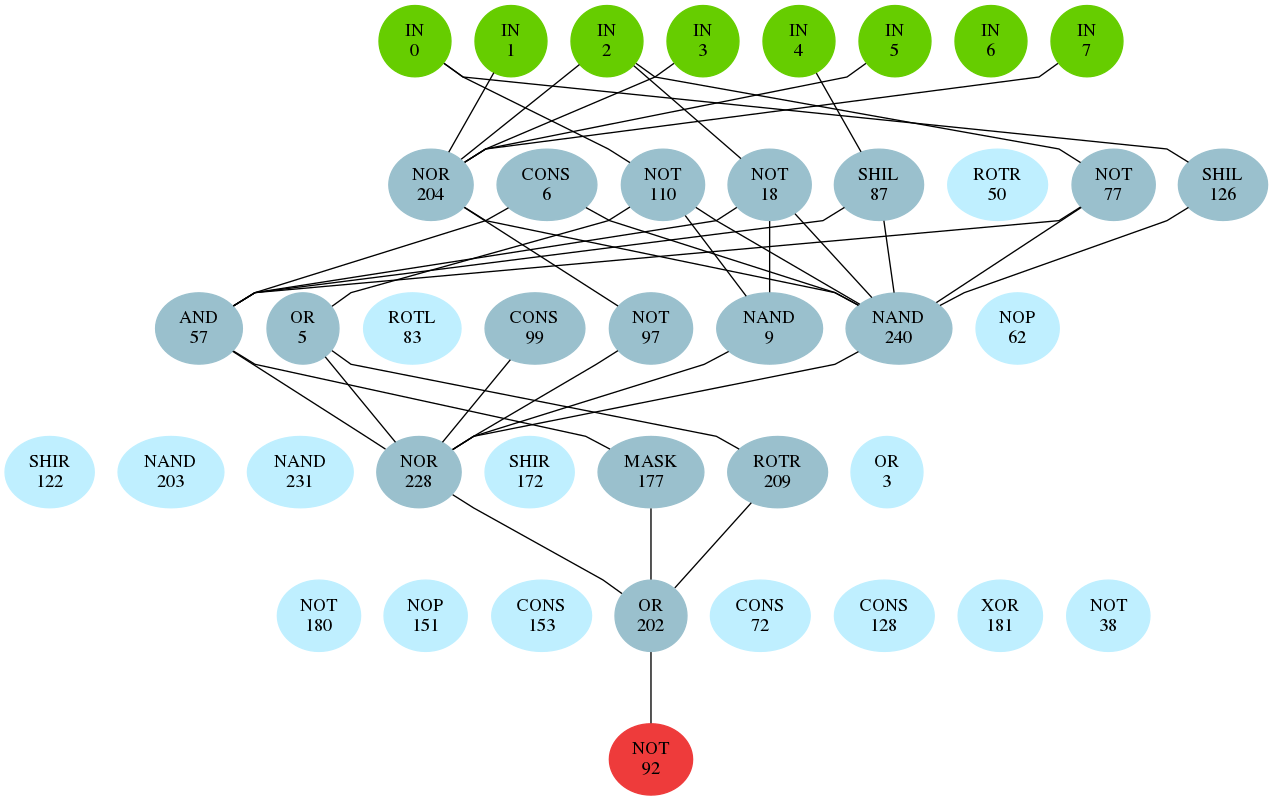 IN
0
IN
1
IN
2
IN
3
IN
4
IN
5
IN
6
IN
7
NOR
204
CONS
6
NOT
110
NOT
18
SHIL
87
ROTR
50
NOT
77
SHIL
126
AND
57
OR
5
ROTL
83
CONS
99
NOT
97
NAND
9
NAND
240
NOP
62
SHIR
122
NAND
203
NAND
231
NOR
228
SHIR
172
MASK
177
ROTR
209
OR
3
NOT
180
NOP
151
CONS
153
OR
202
CONS
72
CONS
128
XOR
181
NOT
38
NOT
92